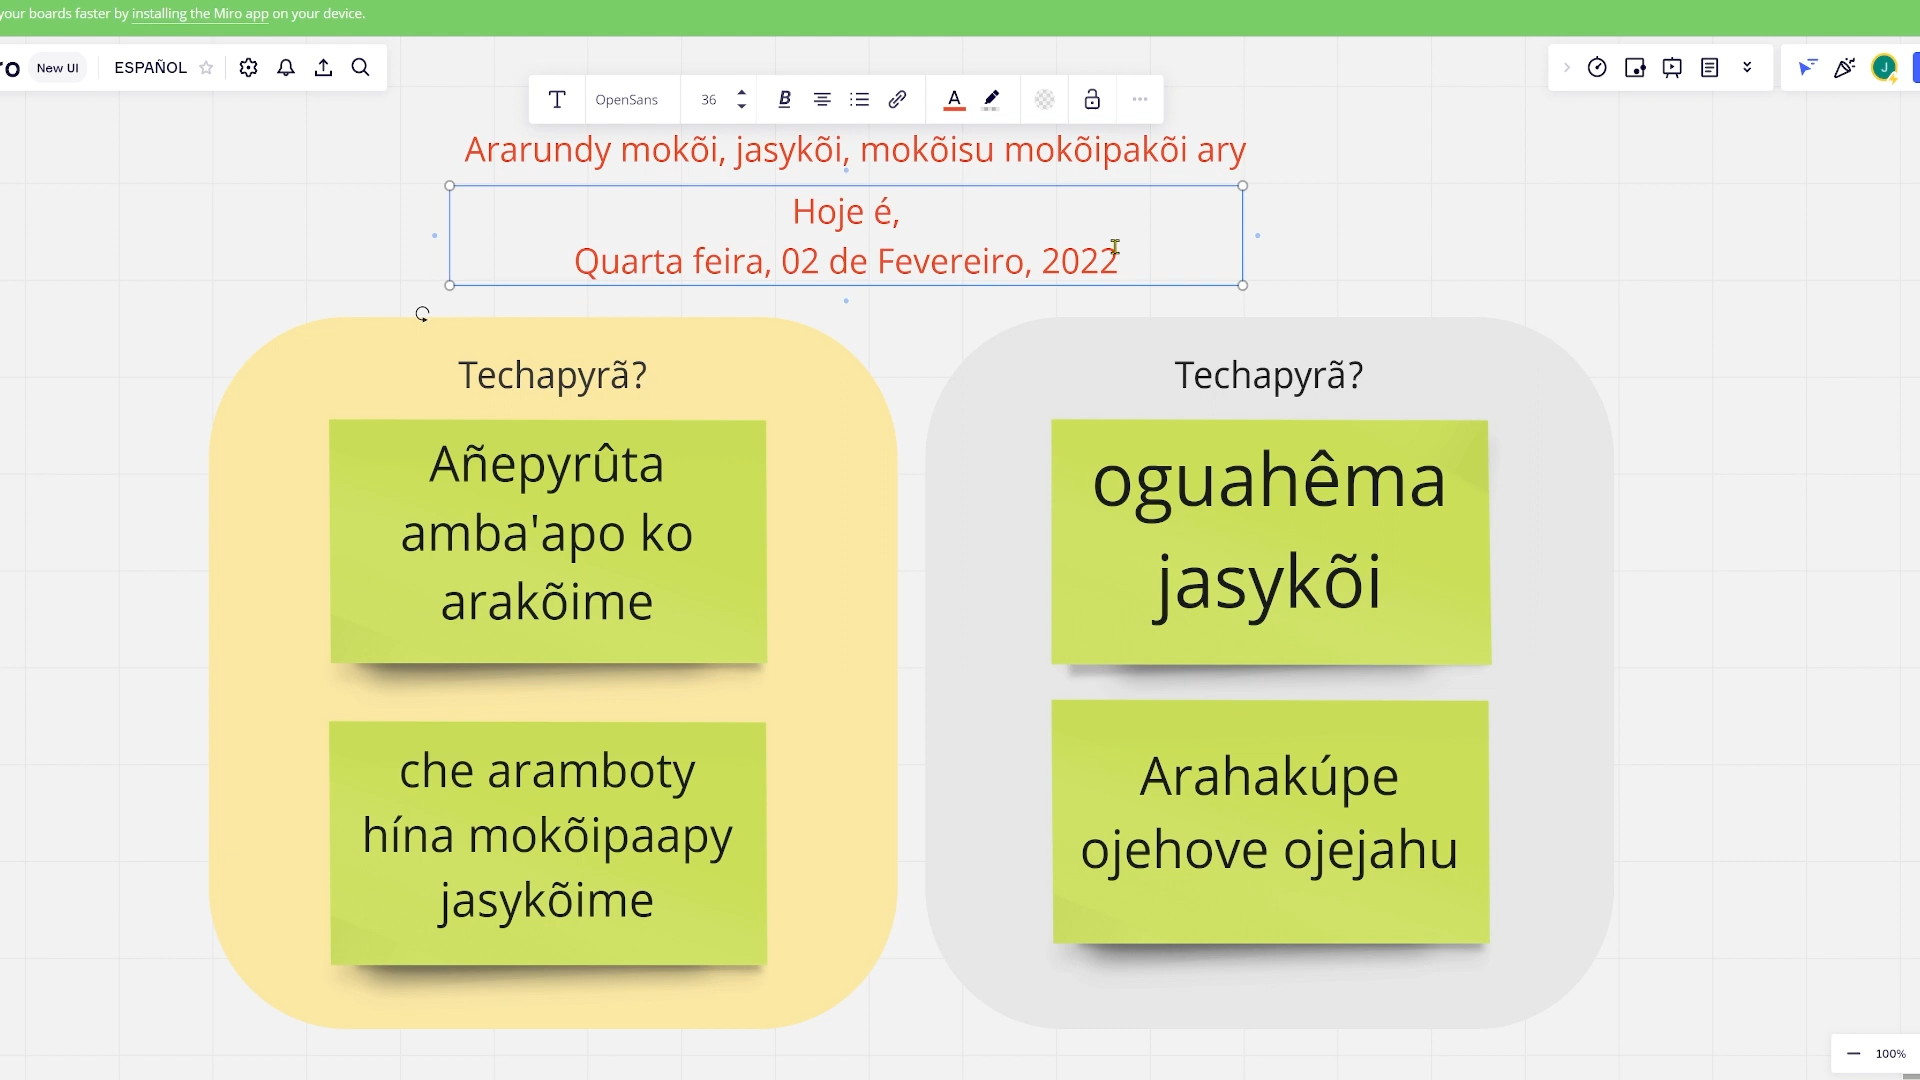 your boards faster by installing the Miro app on your device.
ro New UI ESPAÑOL
OpenSans 36 B A
J
Ararundy mokõi, jasykõi, mokõisu mokõipakõi ary
Hoje é,
Quarta feira, 02 de Fevereiro, 2022
Techapyrã?
Añepyrûta
amba'apo ko
arakõime
che aramboty
hína mokõipaapy
jasykõime
Techapyrã?
oguahêma
jasykõi
Arahakúpe
ojehove ojejahu
100%